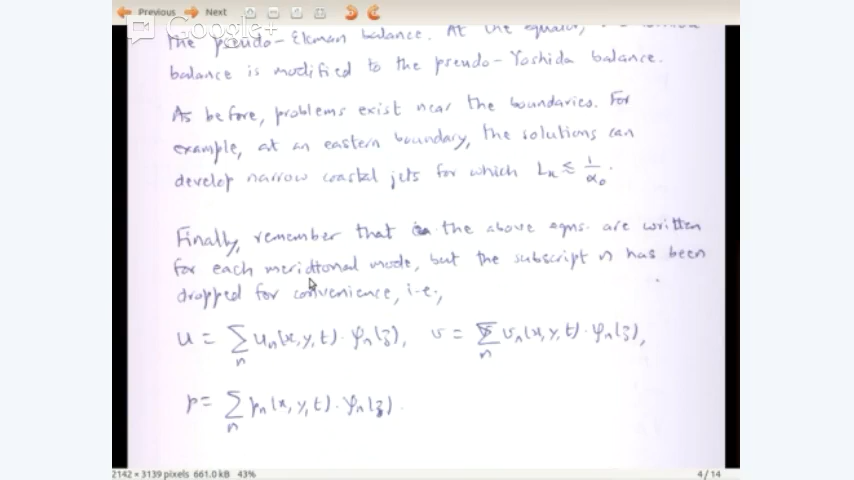 Previous Next
Google+
the pseudo-Ekman balance. At the equator,
balance is modified to the pseudo-Yoshida balance.
As before, problems exist near the boundaries. For
example, at an eastern boundary, the solutions can
develop narrow coastal jets for which Lx ≲ 1/α₀.
Finally, remember that the above eqns. are written
for each meridional mode, but the subscript n has been
dropped for convenience, i.e.,
u = ∑ₙ uₙ(x,y,t)·ψₙ(z), v = ∑ₙ vₙ(x,y,t)·ψₙ(z),
p = ∑ₙ pₙ(x,y,t)·ψₙ(z).
2142 × 3139 pixels 661.0 kB 43% 4 / 14